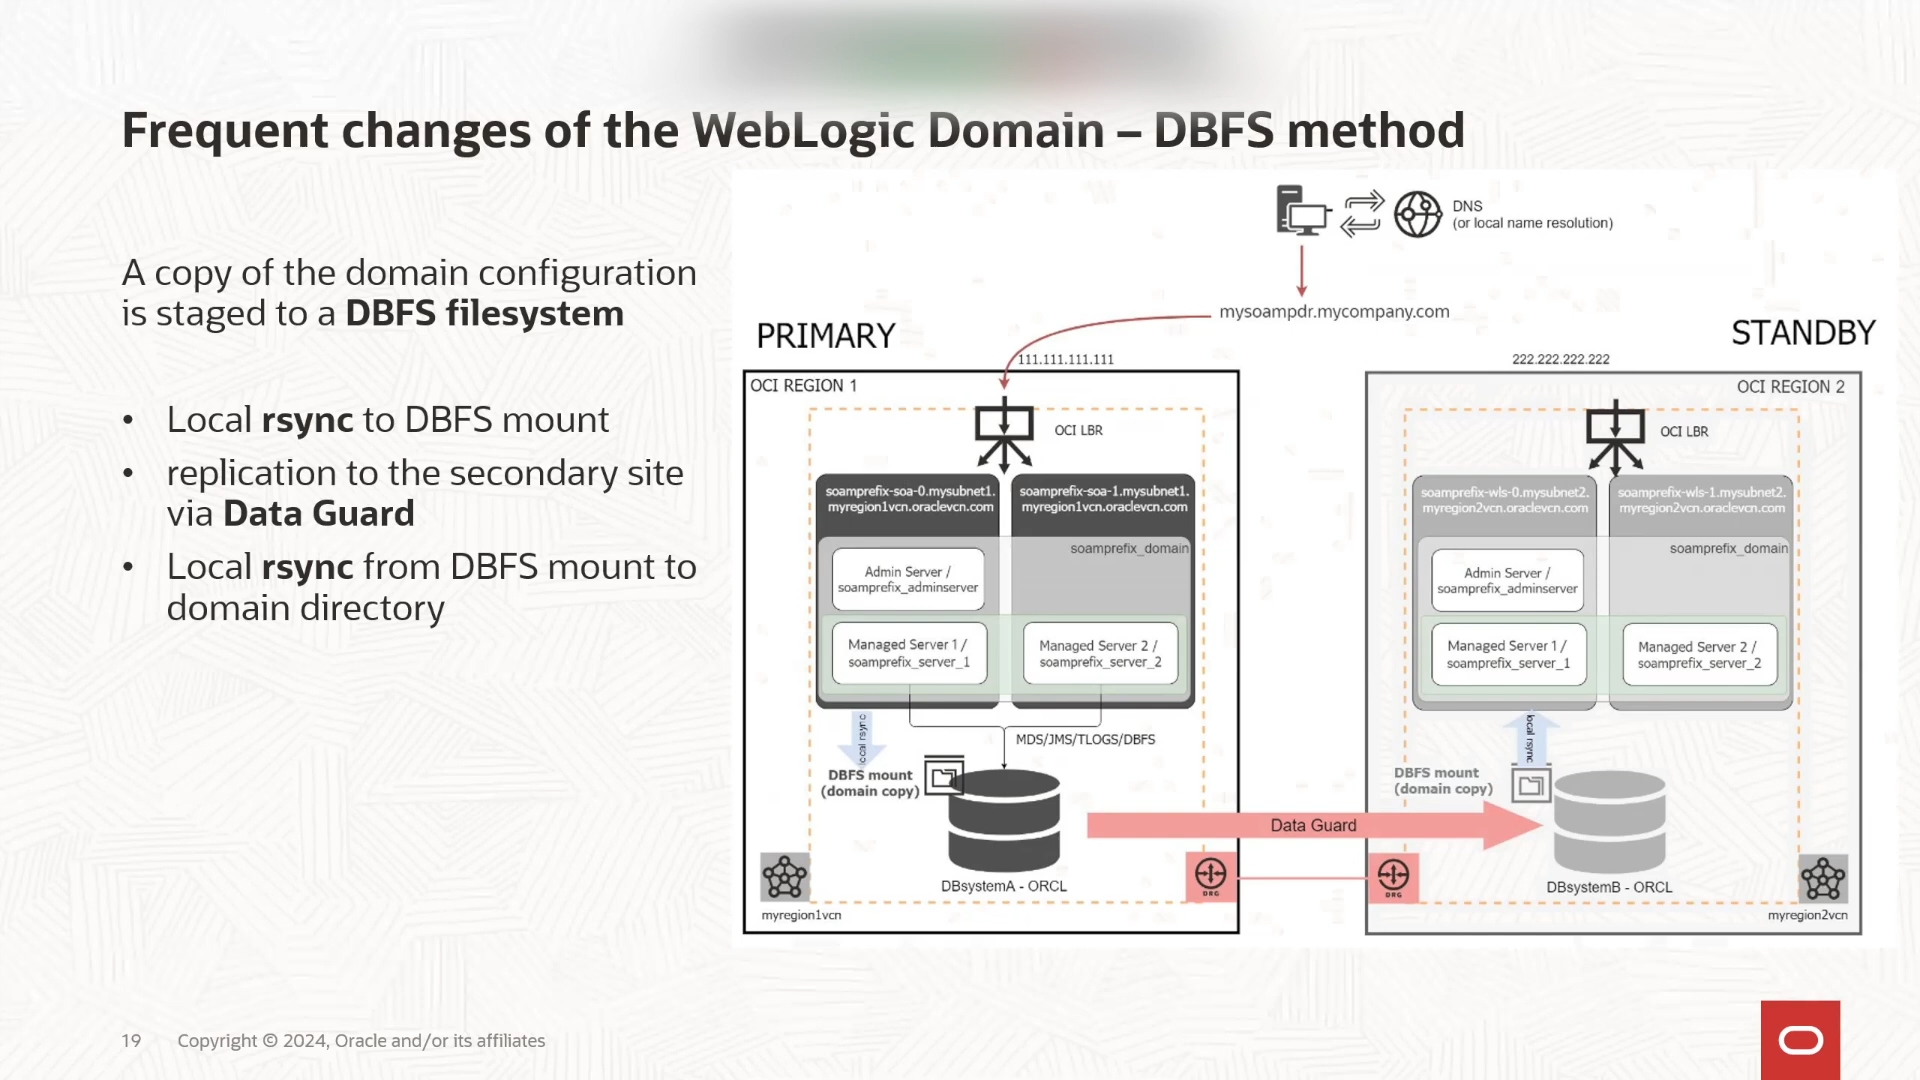 Frequent changes of the WebLogic Domain – DBFS method
A copy of the domain configuration
is staged to a DBFS filesystem
• Local rsync to DBFS mount
• replication to the secondary site
via Data Guard
• Local rsync from DBFS mount to
domain directory
DNS
(or local name resolution)
mysoampdr.mycompany.com
PRIMARY
111.111.111.111
OCI REGION 1
OCI LBR
soamprefix-soa-0.mysubnet1.
myregion1vcn.oraclevcn.com
soamprefix-soa-1.mysubnet1.
myregion1vcn.oraclevcn.com
soamprefix_domain
Admin Server /
soamprefix_adminserver
Managed Server 1 /
soamprefix_server_1
Managed Server 2 /
soamprefix_server_2
local rsync
MDS/JMS/TLOGS/DBFS
DBFS mount
(domain copy)
DBsystemA - ORCL
myregion1vcn
DRG
Data Guard
STANDBY
222.222.222.222
OCI REGION 2
OCI LBR
soamprefix-wls-0.mysubnet2.
myregion2vcn.oraclevcn.com
soamprefix-wls-1.mysubnet2.
myregion2vcn.oraclevcn.com
soamprefix_domain
Admin Server /
soamprefix_adminserver
Managed Server 1 /
soamprefix_server_1
Managed Server 2 /
soamprefix_server_2
local rsync
DBFS mount
(domain copy)
DRG
DBsystemB - ORCL
myregion2vcn
19 Copyright © 2024, Oracle and/or its affiliates